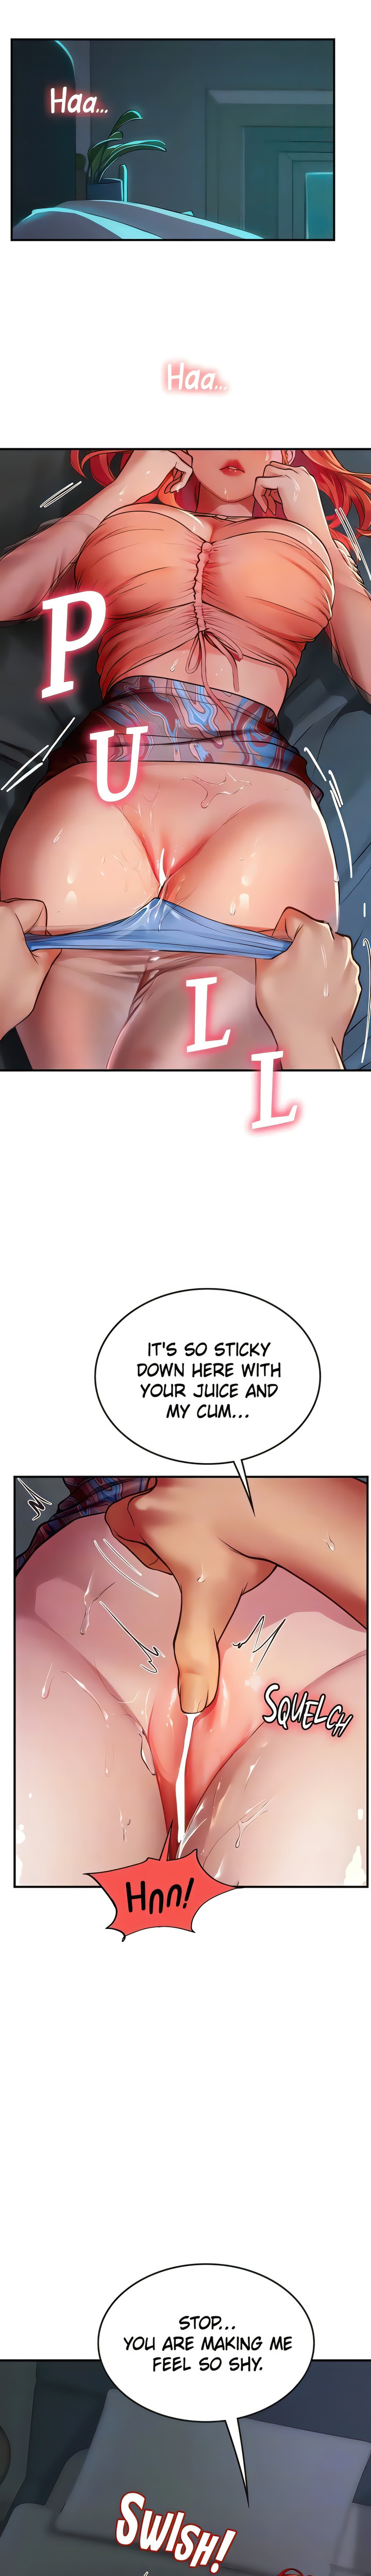 Haa...
Haa...
P
U
L
L
IT'S SO STICKY
DOWN HERE WITH
YOUR JUICE AND
MY CUM...
SQUELCH
Hnn!
STOP...
YOU ARE MAKING ME
FEEL SO SHY.
SWISH!